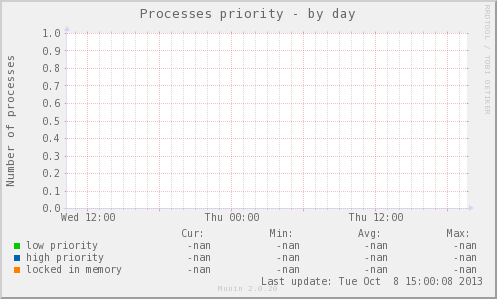 Processes priority - by day
RRDTOOL / TOBI OETIKER
Number of processes
1.0
0.9
0.8
0.7
0.6
0.5
0.4
0.3
0.2
0.1
0.0
Wed 12:00 Thu 00:00 Thu 12:00
Cur: Min: Avg: Max:
low priority -nan -nan -nan -nan
high priority -nan -nan -nan -nan
locked in memory -nan -nan -nan -nan
Last update: Tue Oct  8 15:00:08 2013
Munin 2.0.20